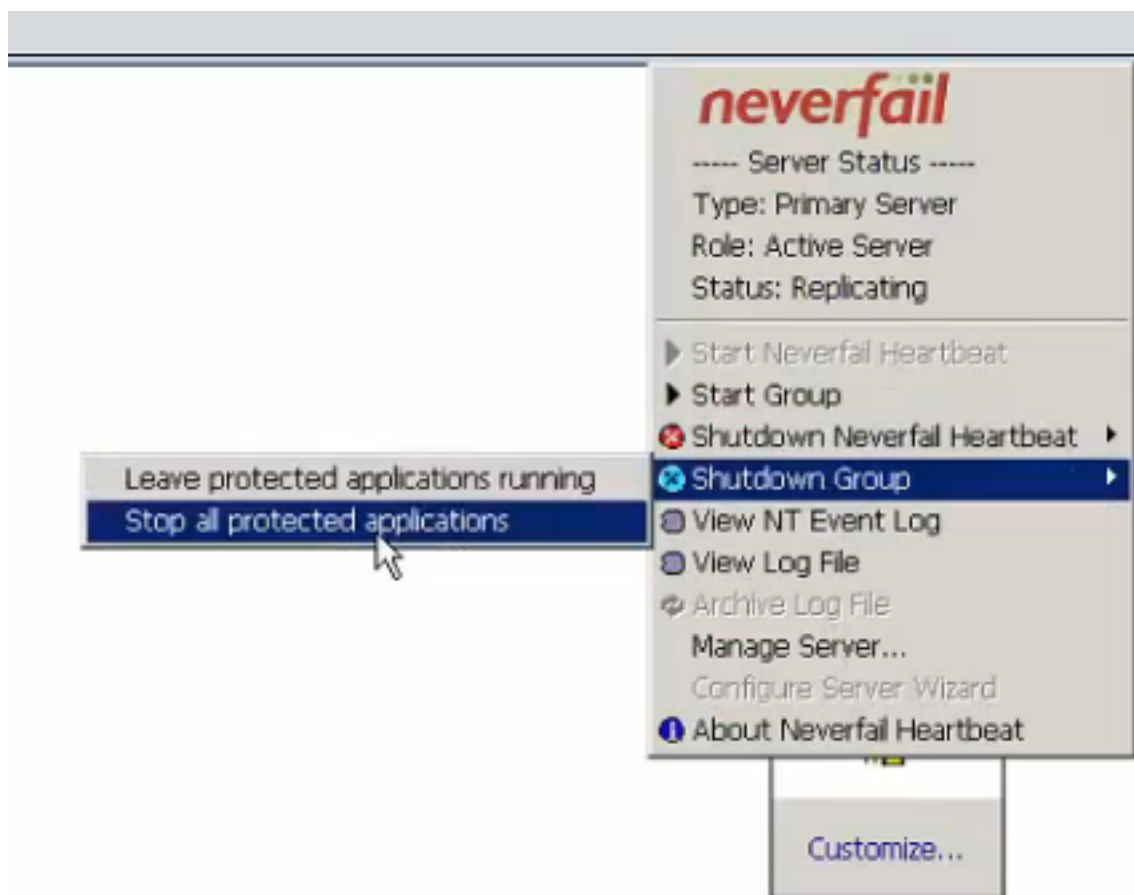 neverfail
----- Server Status -----
Type: Primary Server
Role: Active Server
Status: Replicating
Start Neverfail Heartbeat
Start Group
Shutdown Neverfail Heartbeat
Shutdown Group
Leave protected applications running
Stop all protected applications
View NT Event Log
View Log File
Archive Log File
Manage Server...
Configure Server Wizard
About Neverfail Heartbeat
Customize...